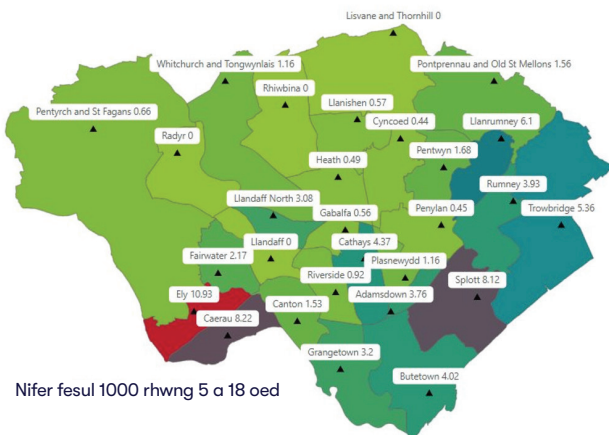 Lisvane and Thornhill 0
Whitchurch and Tongwynlais 1.16
Pontprennau and Old St Mellons 1.56
Rhiwbina 0
Pentyrch and St Fagans 0.66
Llanishen 0.57
Cyncoed 0.44
Llanrumney 6.1
Radyr 0
Pentwyn 1.68
Heath 0.49
Rumney 3.93
Llandaff North 3.08
Gabalfa 0.56
Penylan 0.45
Trowbridge 5.36
Cathays 4.37
Fairwater 2.17
Llandaff 0
Plasnewydd 1.16
Riverside 0.92
Splott 8.12
Ely 10.93
Canton 1.53
Adamsdown 3.76
Caerau 8.22
Grangetown 3.2
Butetown 4.02
Nifer fesul 1000 rhwng 5 a 18 oed